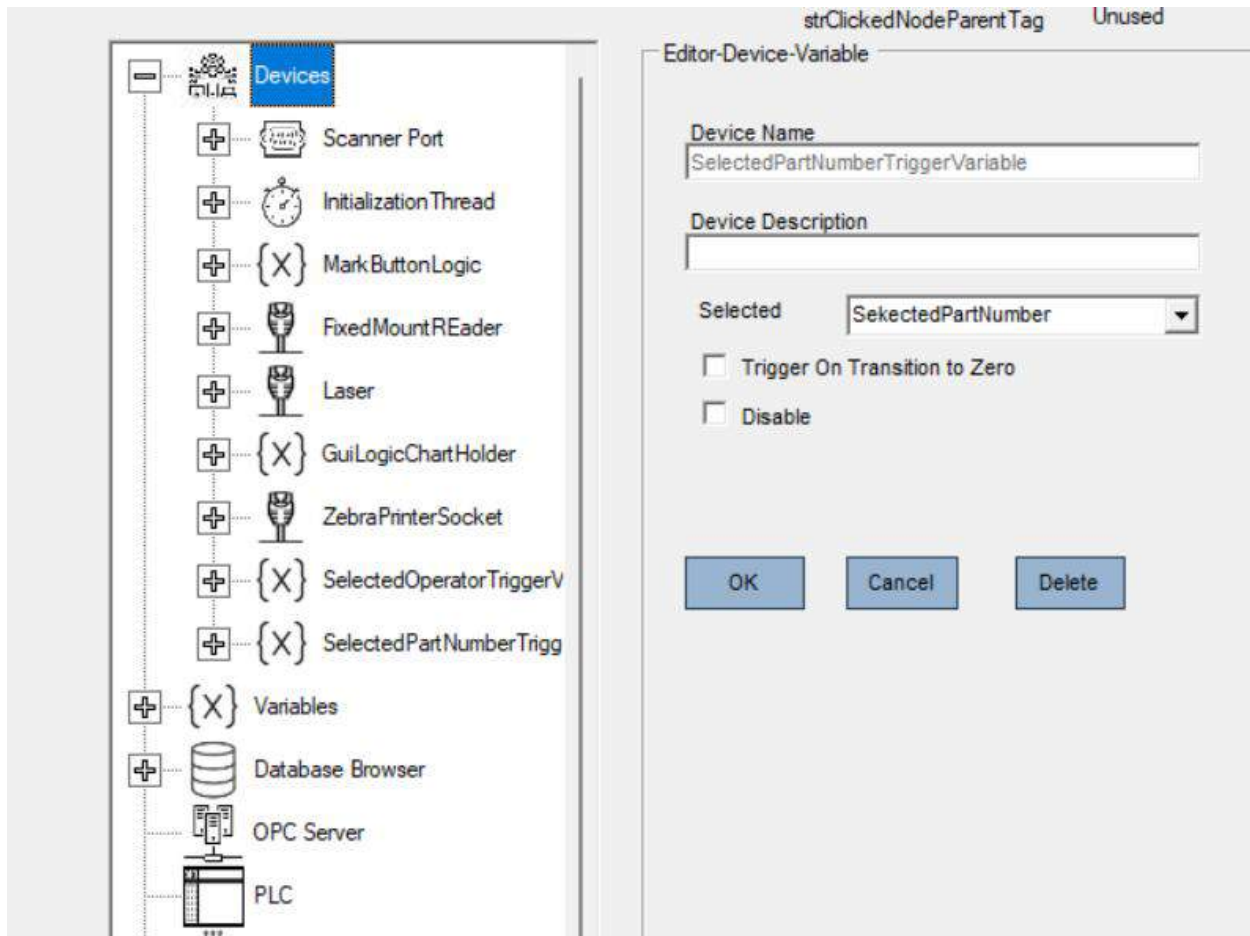 strClickedNodeParentTag Unused
Devices
Scanner Port
InitializationThread
MarkButtonLogic
FixedMountREader
Laser
GuiLogicChartHolder
ZebraPrinterSocket
SelectedOperatorTriggerV
SelectedPartNumberTrigg
Variables
Database Browser
OPC Server
PLC
Editor-Device-Variable
Device Name
SelectedPartNumberTriggerVariable
Device Description
Selected SekectedPartNumber
Trigger On Transition to Zero
Disable
OK Cancel Delete